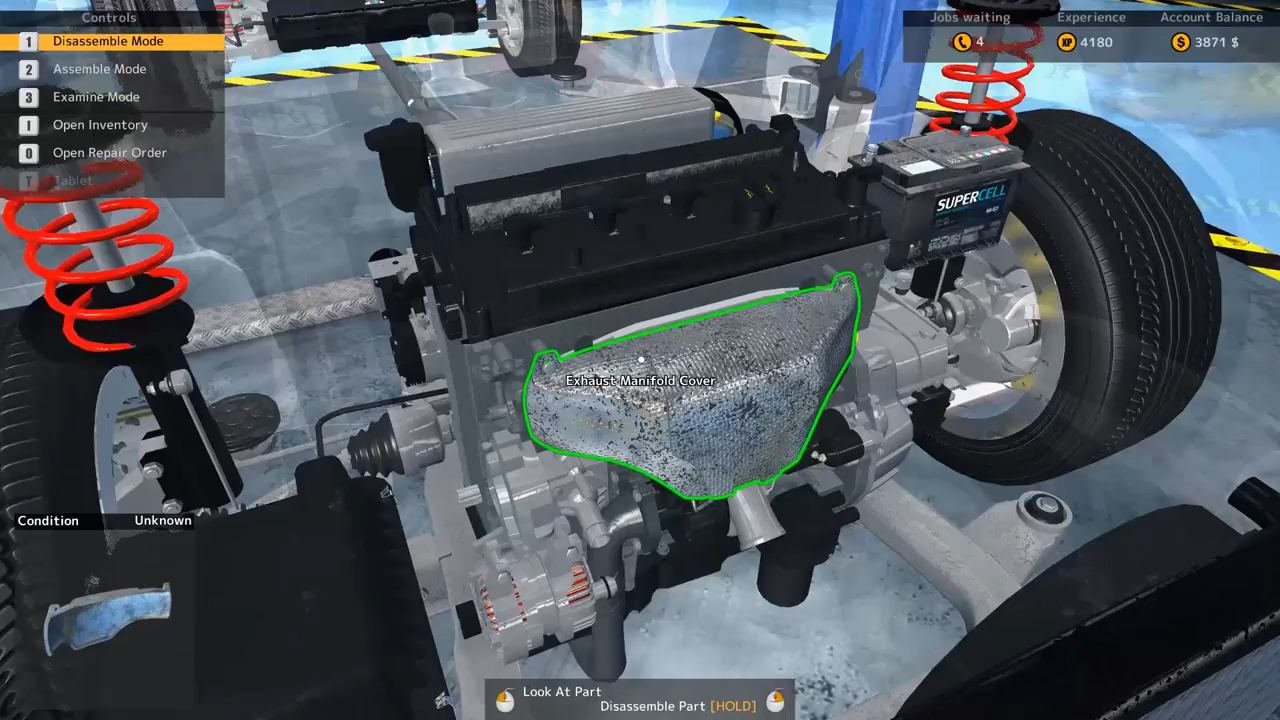 Controls
1 Disassemble Mode
2 Assemble Mode
3 Examine Mode
I Open Inventory
O Open Repair Order
T Tablet
Jobs waiting Experience Account Balance
4 XP 4180 $ 3871 $
SUPERCELL
Exhaust Manifold Cover
Condition Unknown
Look At Part
Disassemble Part [HOLD]